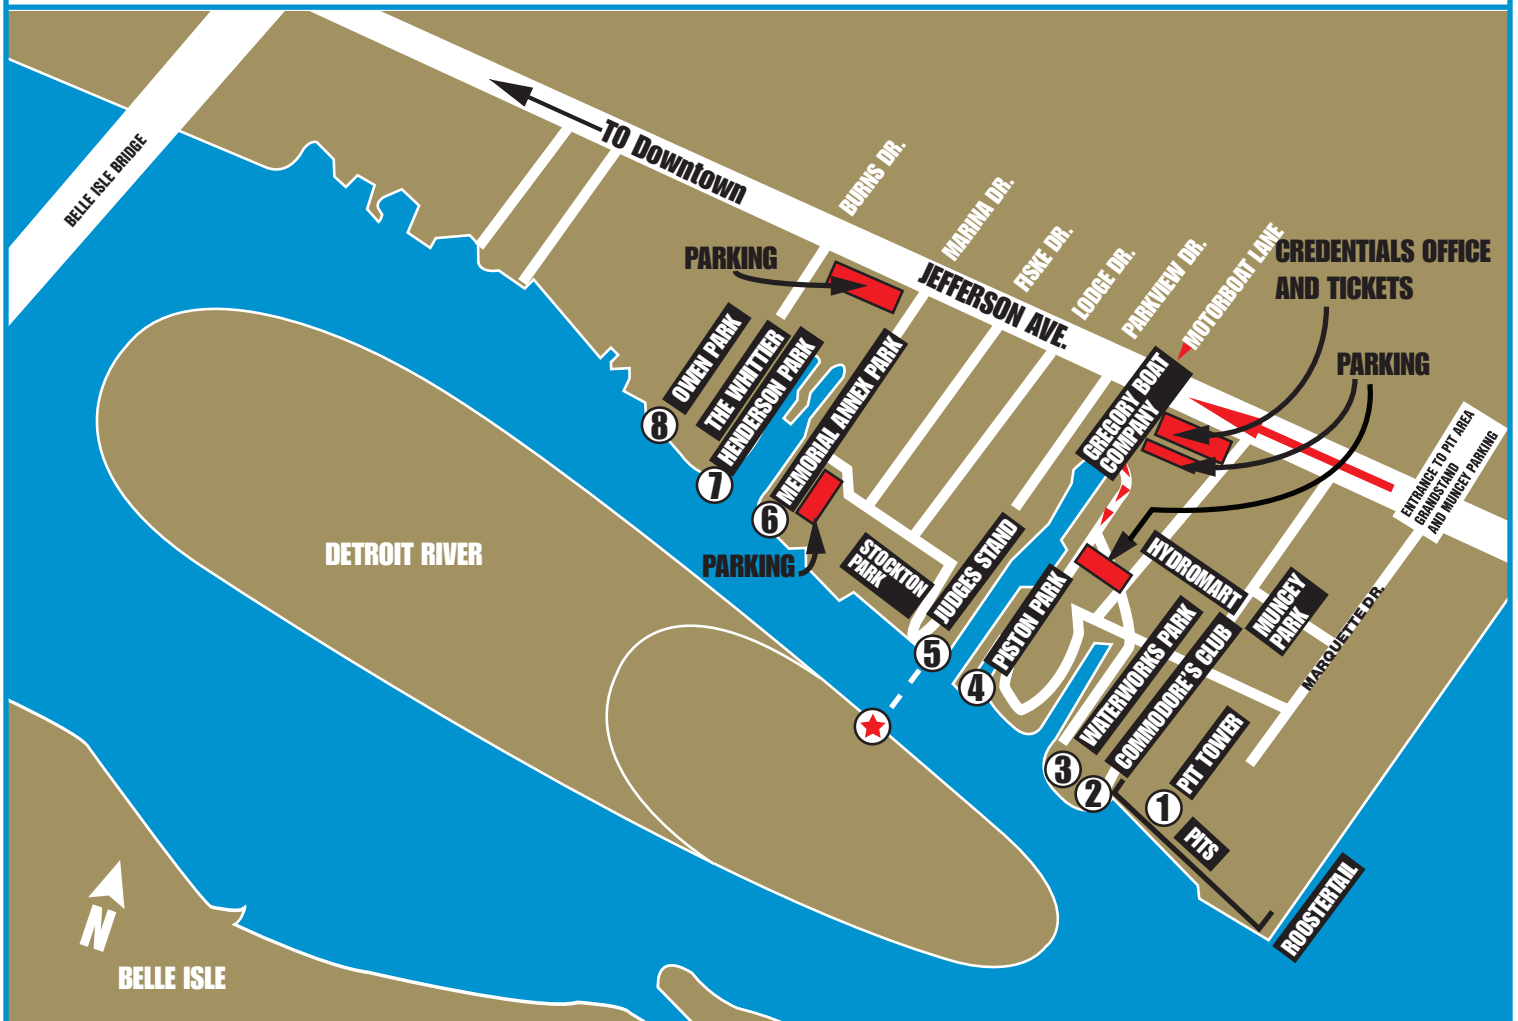 BELLE ISLE BRIDGE
TO Downtown
BURNS DR.
MARINA DR.
FISKE DR.
LODGE DR.
PARKVIEW DR.
MOTORBOAT LANE
CREDENTIALS OFFICE
AND TICKETS
PARKING
PARKING
JEFFERSON AVE.
ENTRANCE TO PIT AREA
GRANDSTAND
AND MUNCEY PARKING
OWEN PARK
THE WHITTIER
HENDERSON PARK
MEMORIAL ANNEX PARK
GREGORY BOAT
COMPANY
8
7
6
PARKING
STOCKTON
PARK
JUDGES STAND
PISTON PARK
HYDROMART
MUNCEY
PARK
MARQUETTE DR.
WATERWORKS PARK
COMMODORE'S CLUB
PIT TOWER
PITS
ROOSTERTAIL
5
4
3
2
1
DETROIT RIVER
N
BELLE ISLE